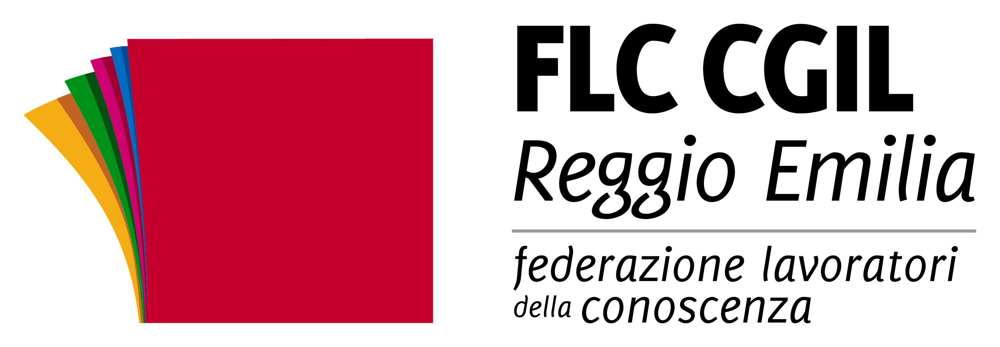 FLC CGIL
Reggio Emilia
federazione lavoratori
della conoscenza